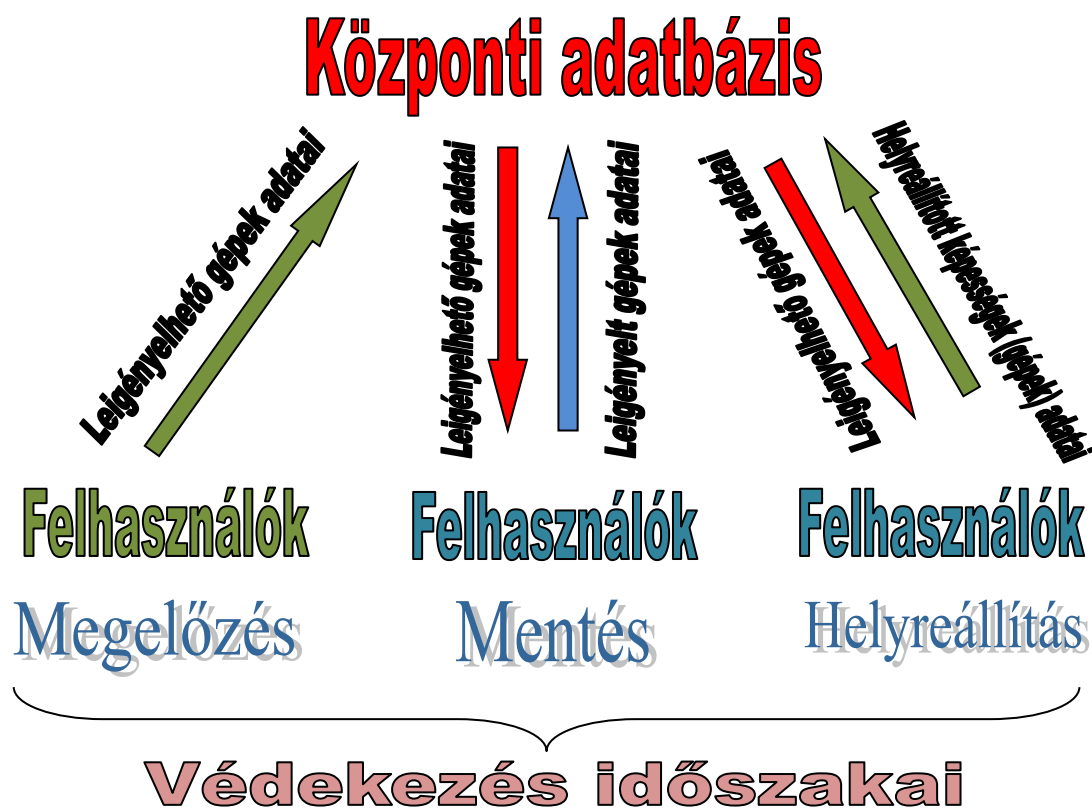 Központi adatbázis
Leigényelhető gépek adatai
Leigényelhető gépek adatai
Leigényelt gépek adatai
Leigényelhető gépek adatai
Helyreállított képességek (gépek) adatai
Felhasználók
Felhasználók
Felhasználók
Megelőzés
Mentés
Helyreállítás
Védekezés időszakai